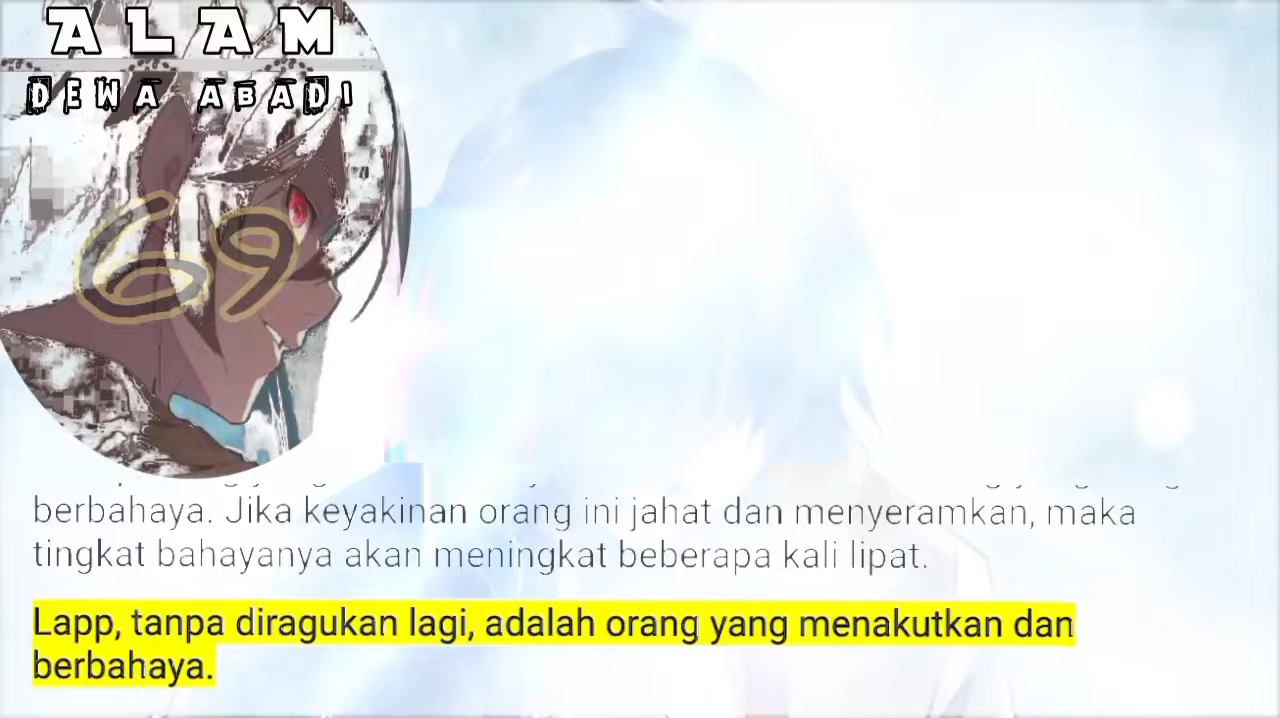 ALAM
DEWA ABADI
69
berbahaya. Jika keyakinan orang ini jahat dan menyeramkan, maka
tingkat bahayanya akan meningkat beberapa kali lipat.
Lapp, tanpa diragukan lagi, adalah orang yang menakutkan dan
berbahaya.